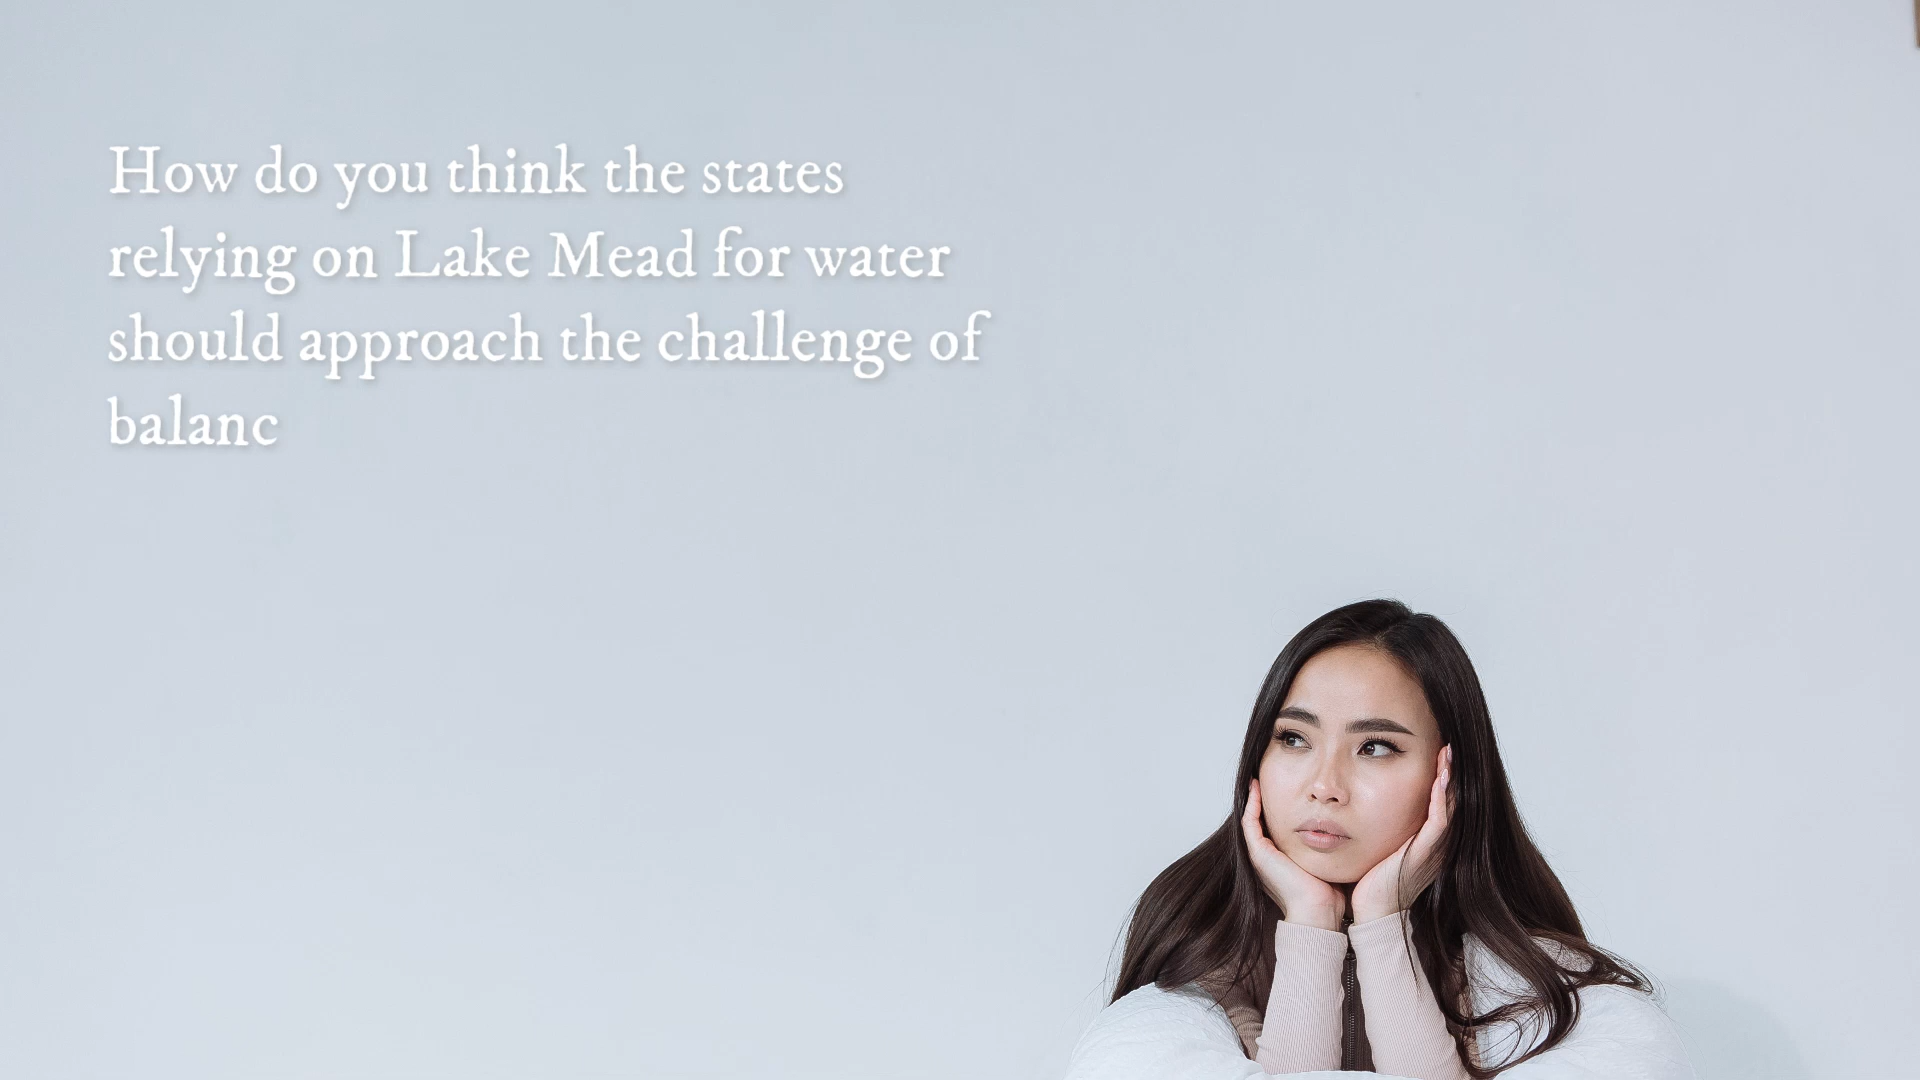 How do you think the states
relying on Lake Mead for water
should approach the challenge of
balanc